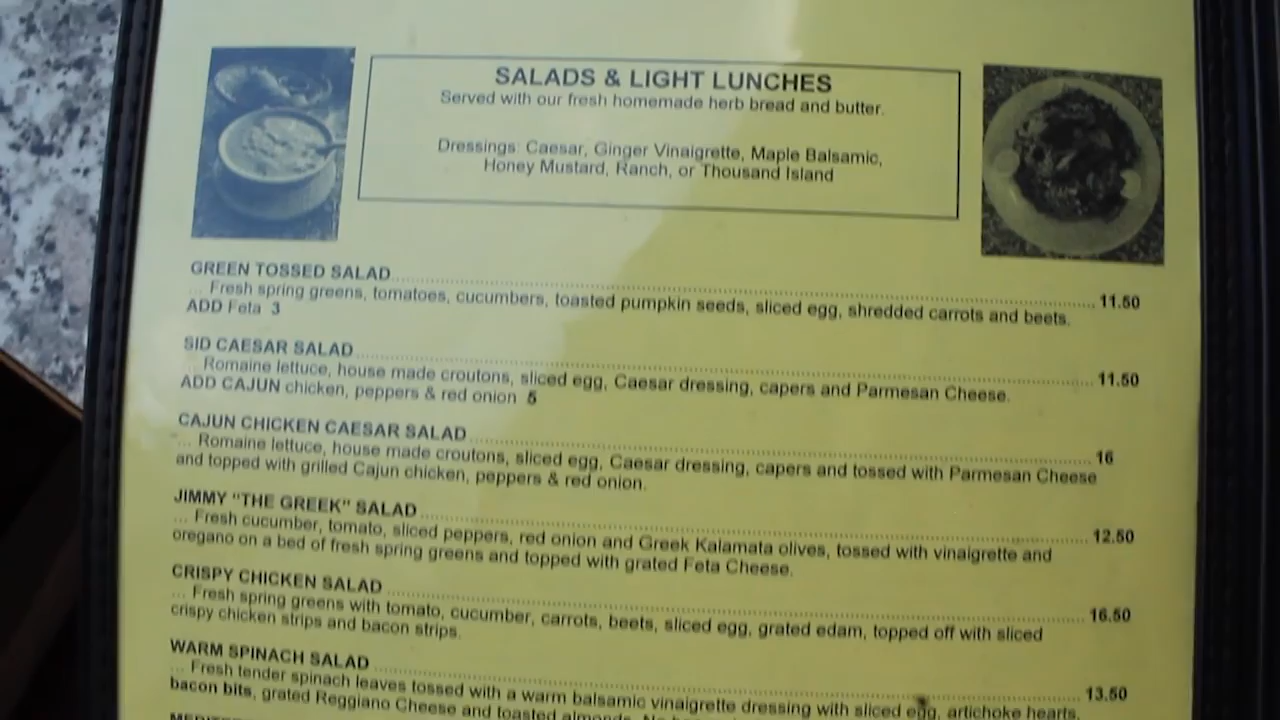 SALADS & LIGHT LUNCHES
Served with our fresh homemade herb bread and butter.
Dressings: Caesar, Ginger Vinaigrette, Maple Balsamic,
Honey Mustard, Ranch, or Thousand Island
GREEN TOSSED SALAD........................11.50
... Fresh spring greens, tomatoes, cucumbers, toasted pumpkin seeds, sliced egg, shredded carrots and beets.
ADD Feta 3
SID CAESAR SALAD........................11.50
... Romaine lettuce, house made croutons, sliced egg, Caesar dressing, capers and Parmesan Cheese.
ADD CAJUN chicken, peppers & red onion 5
CAJUN CHICKEN CAESAR SALAD........................16
... Romaine lettuce, house made croutons, sliced egg, Caesar dressing, capers and tossed with Parmesan Cheese
and topped with grilled Cajun chicken, peppers & red onion.
JIMMY "THE GREEK" SALAD........................12.50
... Fresh cucumber, tomato, sliced peppers, red onion and Greek Kalamata olives, tossed with vinaigrette and
oregano on a bed of fresh spring greens and topped with grated Feta Cheese.
CRISPY CHICKEN SALAD........................16.50
... Fresh spring greens with tomato, cucumber, carrots, beets, sliced egg, grated edam, topped off with sliced
crispy chicken strips and bacon strips.
WARM SPINACH SALAD........................13.50
... Fresh tender spinach leaves tossed with a warm balsamic vinaigrette dressing with sliced egg, artichoke hearts,
bacon bits, grated Reggiano Cheese and toasted almonds.